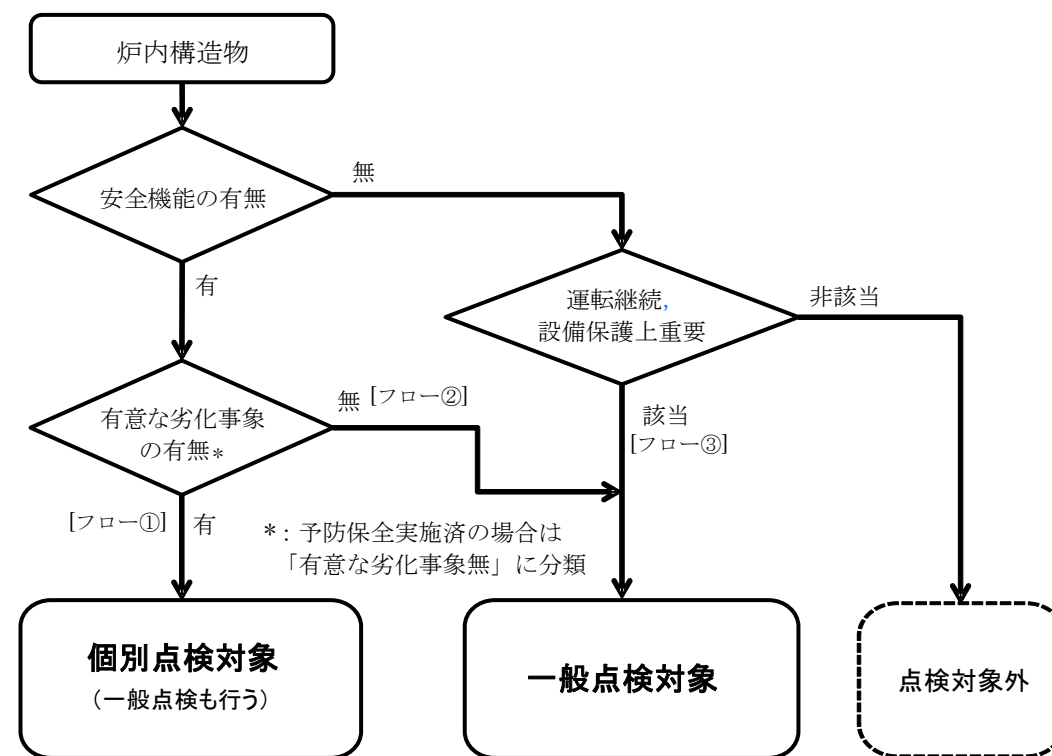 炉内構造物
安全機能の有無
無
有
運転継続,
設備保護上重要
非該当
有意な劣化事象
の有無*
無 [フロー②]
該当
[フロー③]
[フロー①] 有
*：予防保全実施済の場合は
「有意な劣化事象無」に分類
個別点検対象
（一般点検も行う）
一般点検対象
点検対象外